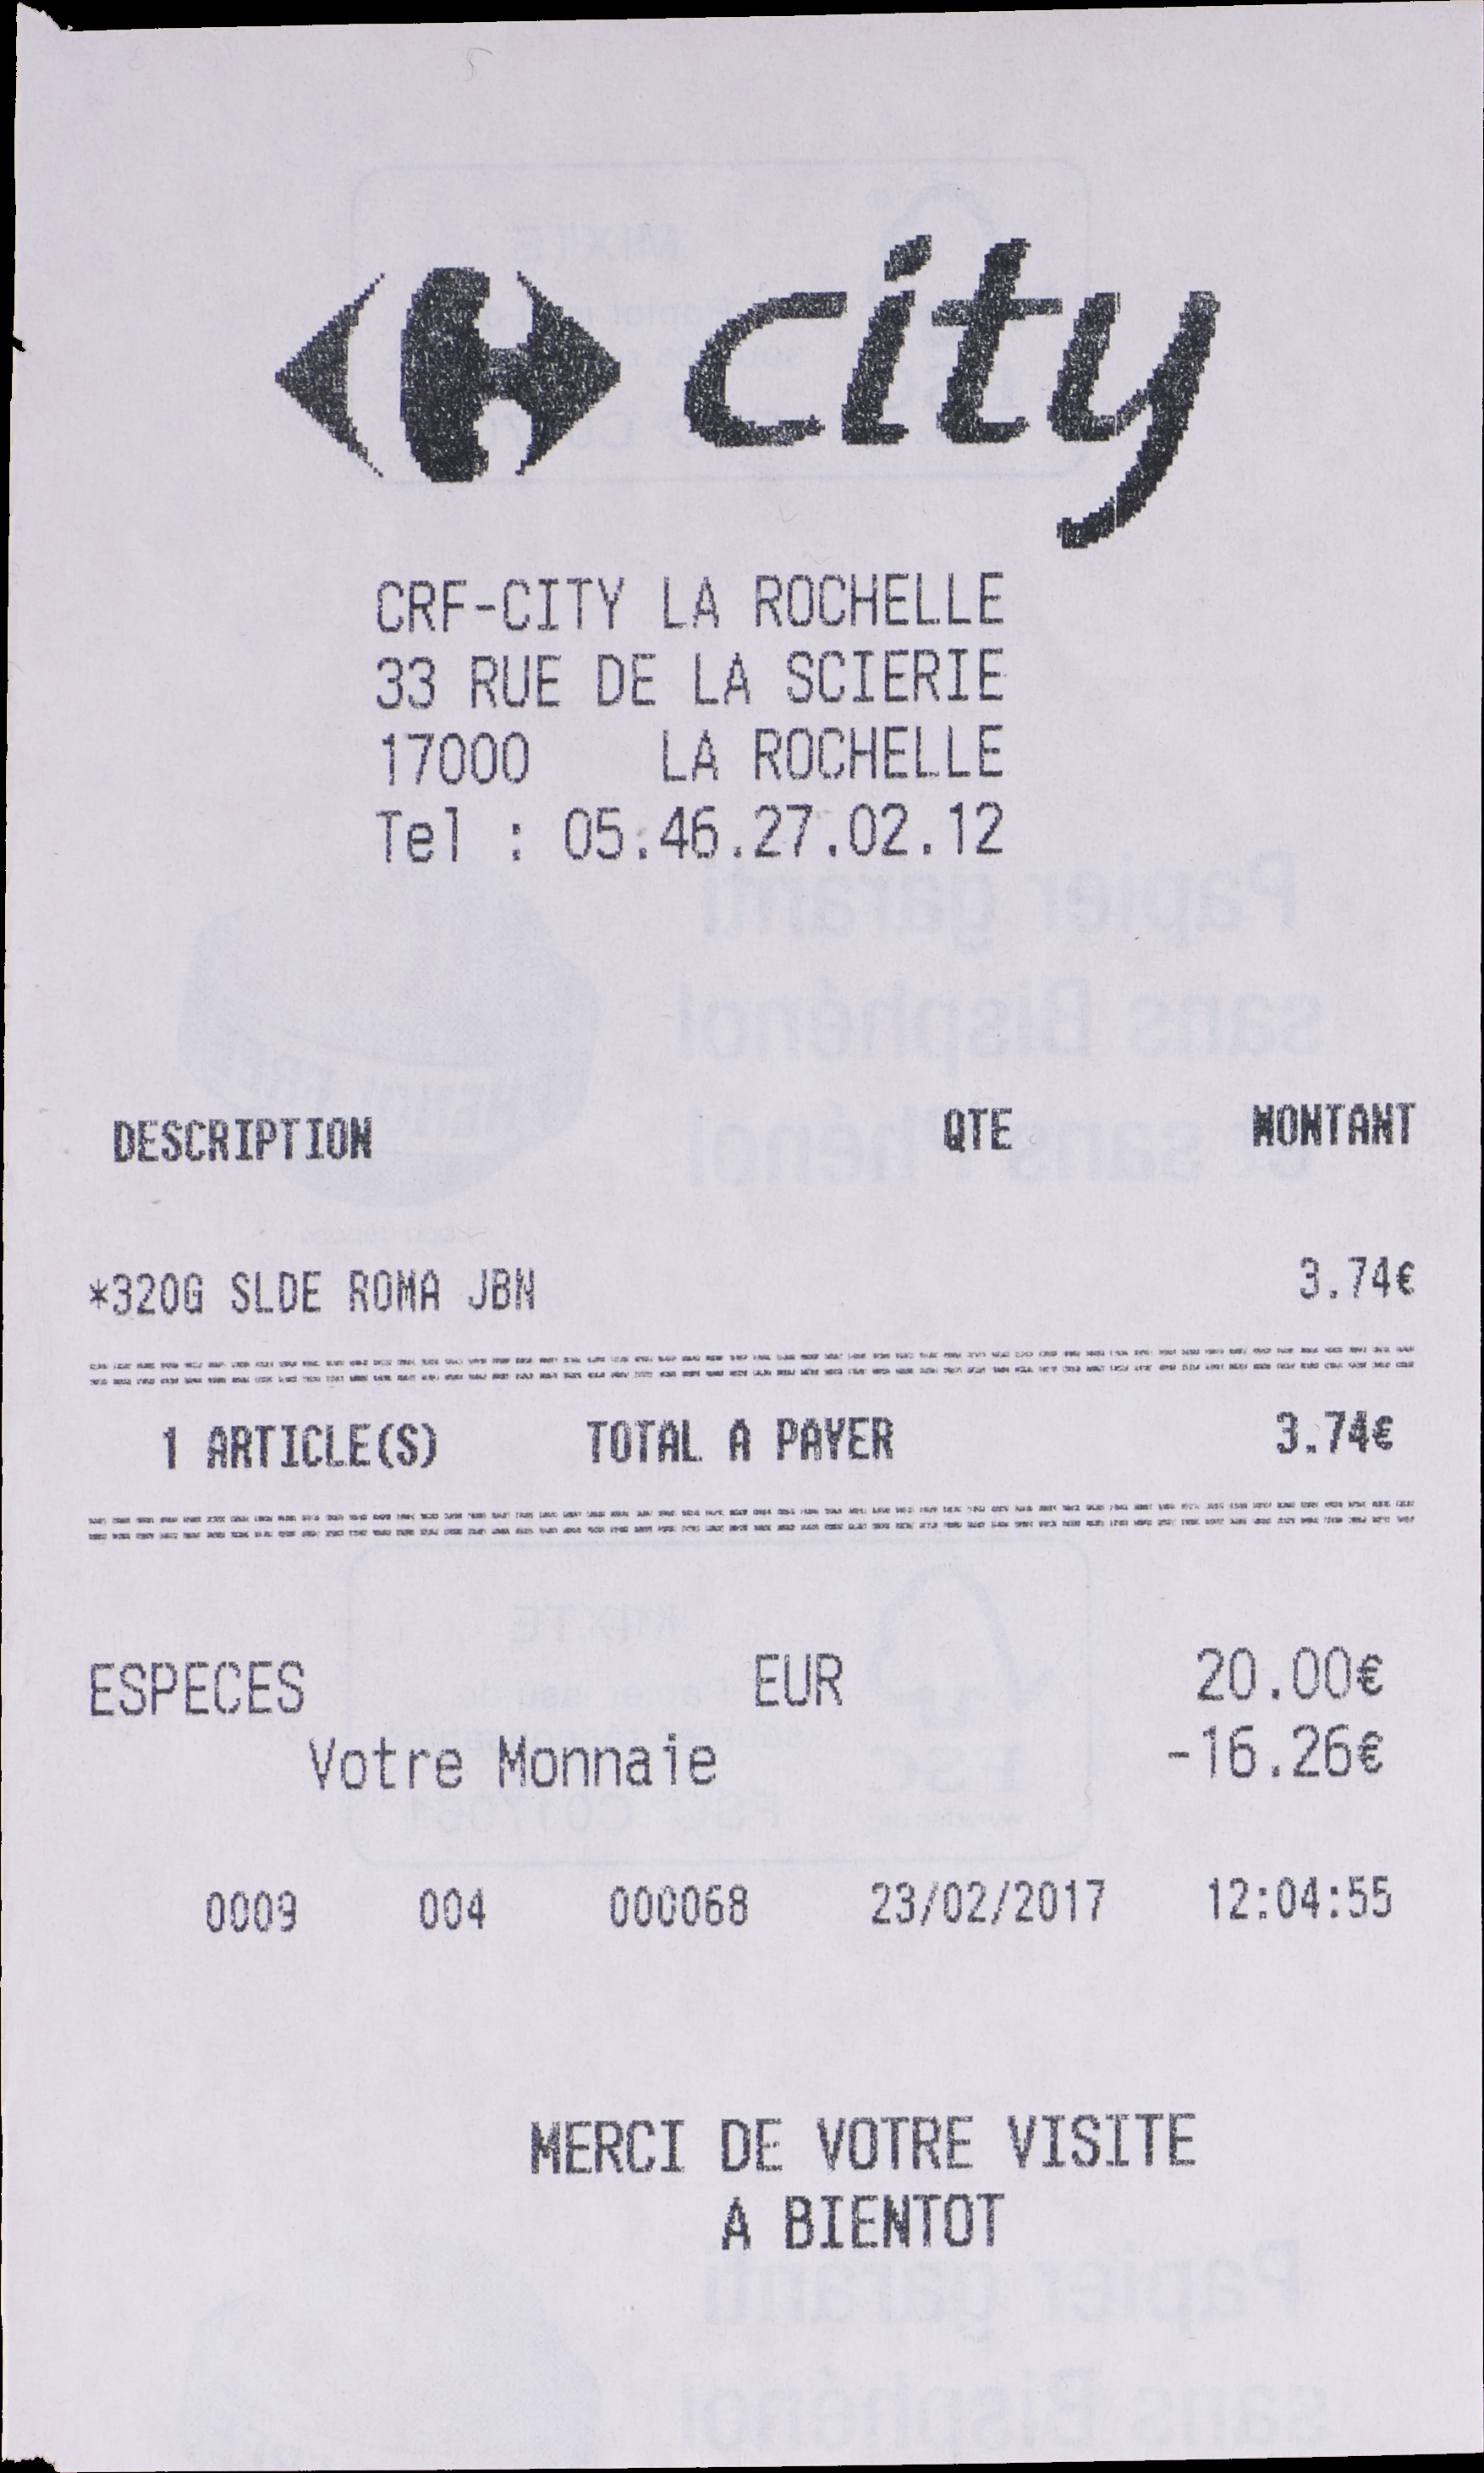 city
CRF-CITY LA ROCHELLE
33 RUE DE LA SCIERIE
17000 LA ROCHELLE
Tel : 05.46.27.02.12
DESCRIPTION QTE MONTANT
*320G SLDE ROMA JBN 3.74€
1 ARTICLE(S) TOTAL A PAYER 3.74€
ESPECES EUR 20.00€
Votre Monnaie -16.26€
0009 004 000068 23/02/2017 12:04:55
MERCI DE VOTRE VISITE
A BIENTOT